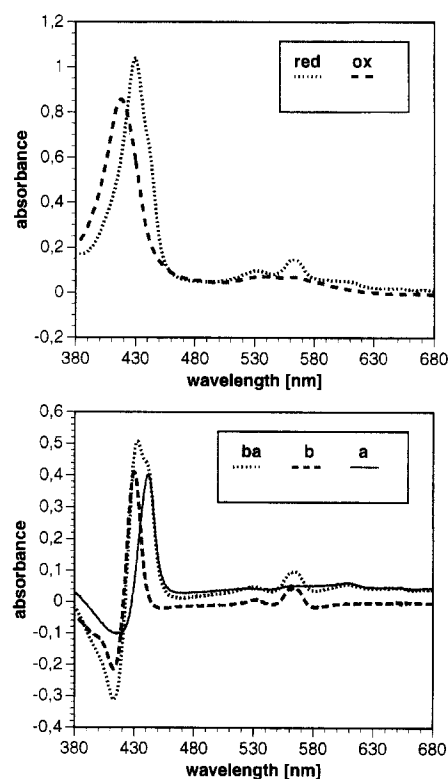 1,2
1
0,8
0,6
0,4
0,2
0
-0,2
absorbance
red ox
380 430 480 530 580 630 680
wavelength [nm]
0,6
0,5
0,4
0,3
0,2
0,1
0
-0,1
-0,2
-0,3
-0,4
absorbance
ba b a
380 430 480 530 580 630 680
wavelength [nm]